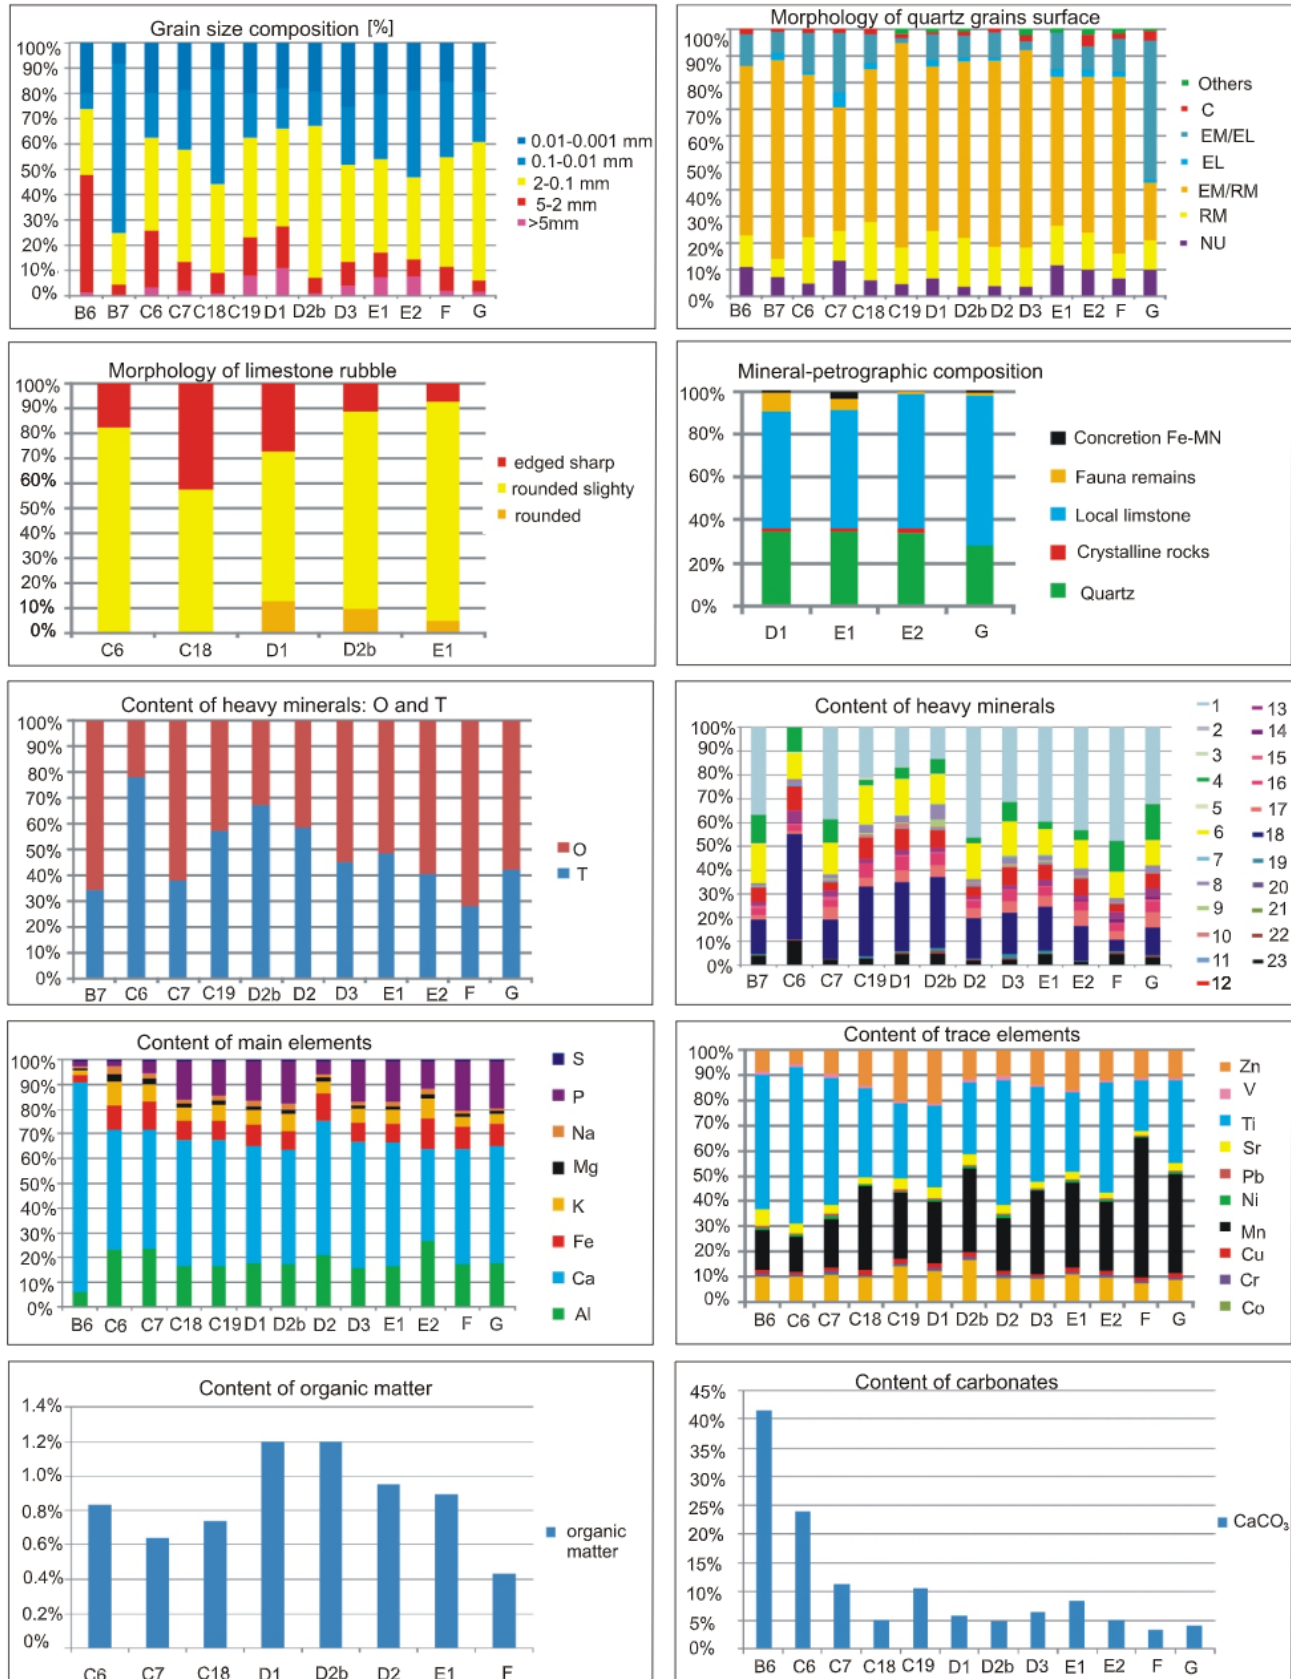 Grain size composition [%]
100%
90%
80%
70%
60%
50%
40%
30%
20%
10%
0%
B6 B7 C6 C7 C18 C19 D1 D2b D3 E1 E2 F G
0.01-0.001 mm
0.1-0.01 mm
2-0.1 mm
5-2 mm
>5mm
Morphology of quartz grains surface
100%
90%
80%
70%
60%
50%
40%
30%
20%
10%
0%
B6 B7 C6 C7 C18 C19 D1 D2b D2 D3 E1 E2 F G
Others
C
EM/EL
EL
EM/RM
RM
NU
Morphology of limestone rubble
100%
90%
80%
70%
60%
50%
40%
30%
20%
10%
0%
C6 C18 D1 D2b E1
edged sharp
rounded slighty
rounded
Mineral-petrographic composition
100%
80%
60%
40%
20%
0%
D1 E1 E2 G
Concretion Fe-MN
Fauna remains
Local limstone
Crystalline rocks
Quartz
Content of heavy minerals: O and T
100%
90%
80%
70%
60%
50%
40%
30%
20%
10%
0%
B7 C6 C7 C19 D2b D2 D3 E1 E2 F G
O
T
Content of heavy minerals
100%
90%
80%
70%
60%
50%
40%
30%
20%
10%
0%
B7 C6 C7 C19 D1 D2b D2 D3 E1 E2 F G
1 13
2 14
3 15
4 16
5 17
6 18
7 19
8 20
9 21
10 22
11 23
12
Content of main elements
100%
90%
80%
70%
60%
50%
40%
30%
20%
10%
0%
B6 C6 C7 C18 C19 D1 D2b D2 D3 E1 E2 F G
S
P
Na
Mg
K
Fe
Ca
Al
Content of trace elements
100%
90%
80%
70%
60%
50%
40%
30%
20%
10%
0%
B6 C6 C7 C18 C19 D1 D2b D2 D3 E1 E2 F G
Zn
V
Ti
Sr
Pb
Ni
Mn
Cu
Cr
Co
Content of organic matter
1.4%
1.2%
1.0%
0.8%
0.6%
0.4%
0.2%
0%
C6 C7 C18 D1 D2b D2 E1 F
organic
matter
Content of carbonates
45%
40%
35%
30%
25%
20%
15%
10%
5%
0%
B6 C6 C7 C18 C19 D1 D2b D3 E1 E2 F G
CaCO₃